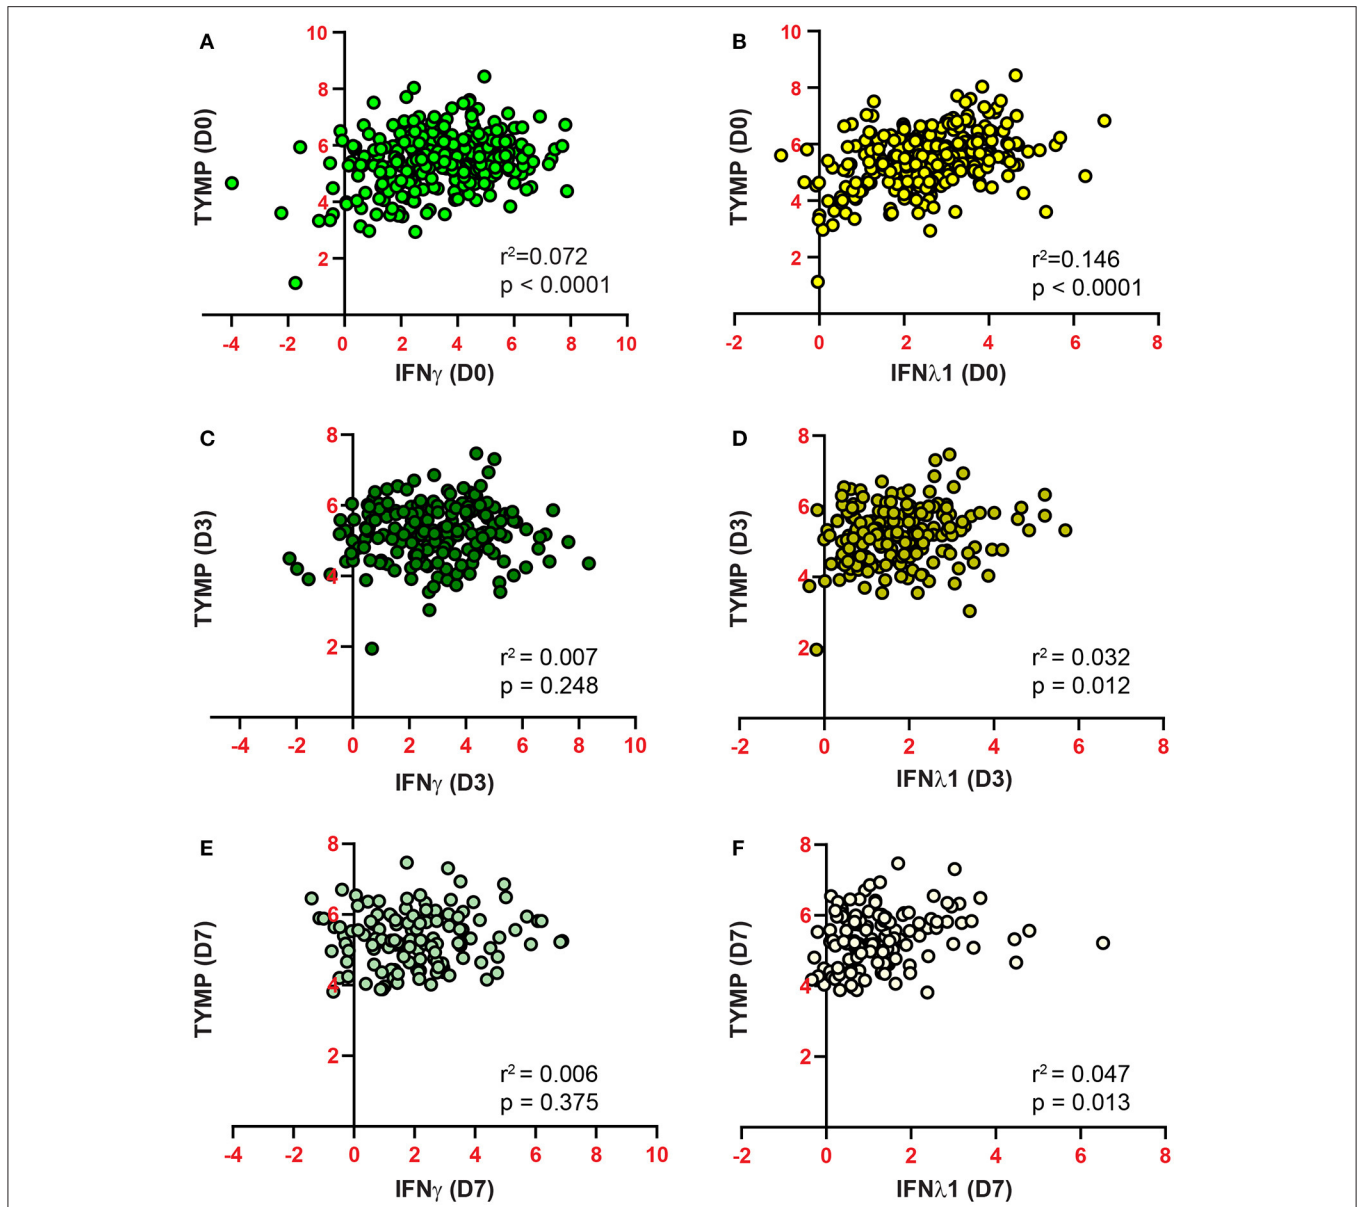 A
10
8
6
4
2
TYMP (D0)
r²=0.072
p < 0.0001
-4 -2 0 2 4 6 8 10
IFNγ (D0)
B
10
8
6
4
2
TYMP (D0)
r²=0.146
p < 0.0001
-2 0 2 4 6 8
IFNλ1 (D0)
C
8
6
4
2
TYMP (D3)
r² = 0.007
p = 0.248
-4 -2 0 2 4 6 8 10
IFNγ (D3)
D
8
6
4
2
TYMP (D3)
r² = 0.032
p = 0.012
-2 0 2 4 6 8
IFNλ1 (D3)
E
8
6
4
2
TYMP (D7)
r² = 0.006
p = 0.375
-4 -2 0 2 4 6 8 10
IFNγ (D7)
F
8
6
4
2
TYMP (D7)
r² = 0.047
p = 0.013
-2 0 2 4 6 8
IFNλ1 (D7)